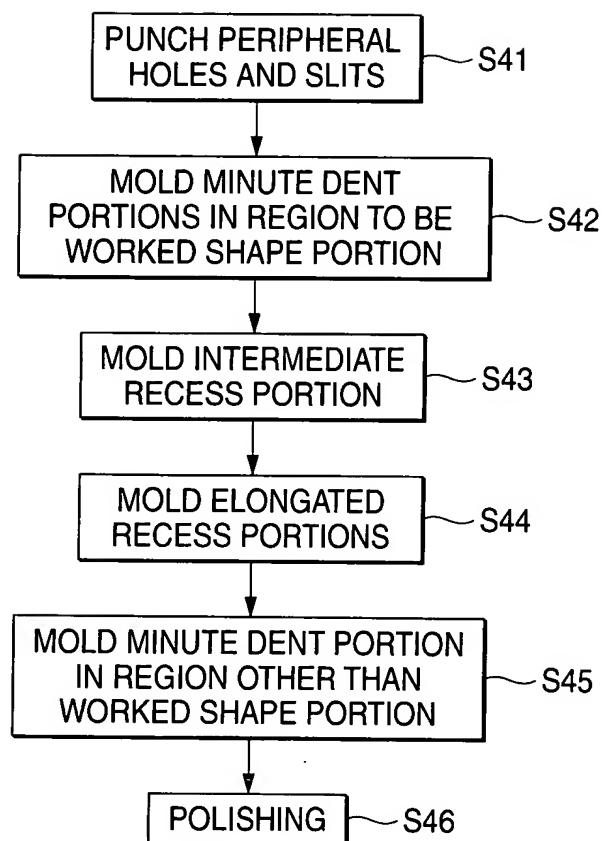 PUNCH PERIPHERAL
HOLES AND SLITS
S41
MOLD MINUTE DENT
PORTIONS IN REGION TO BE
WORKED SHAPE PORTION
S42
MOLD INTERMEDIATE
RECESS PORTION
S43
MOLD ELONGATED
RECESS PORTIONS
S44
MOLD MINUTE DENT PORTION
IN REGION OTHER THAN
WORKED SHAPE PORTION
S45
POLISHING
S46